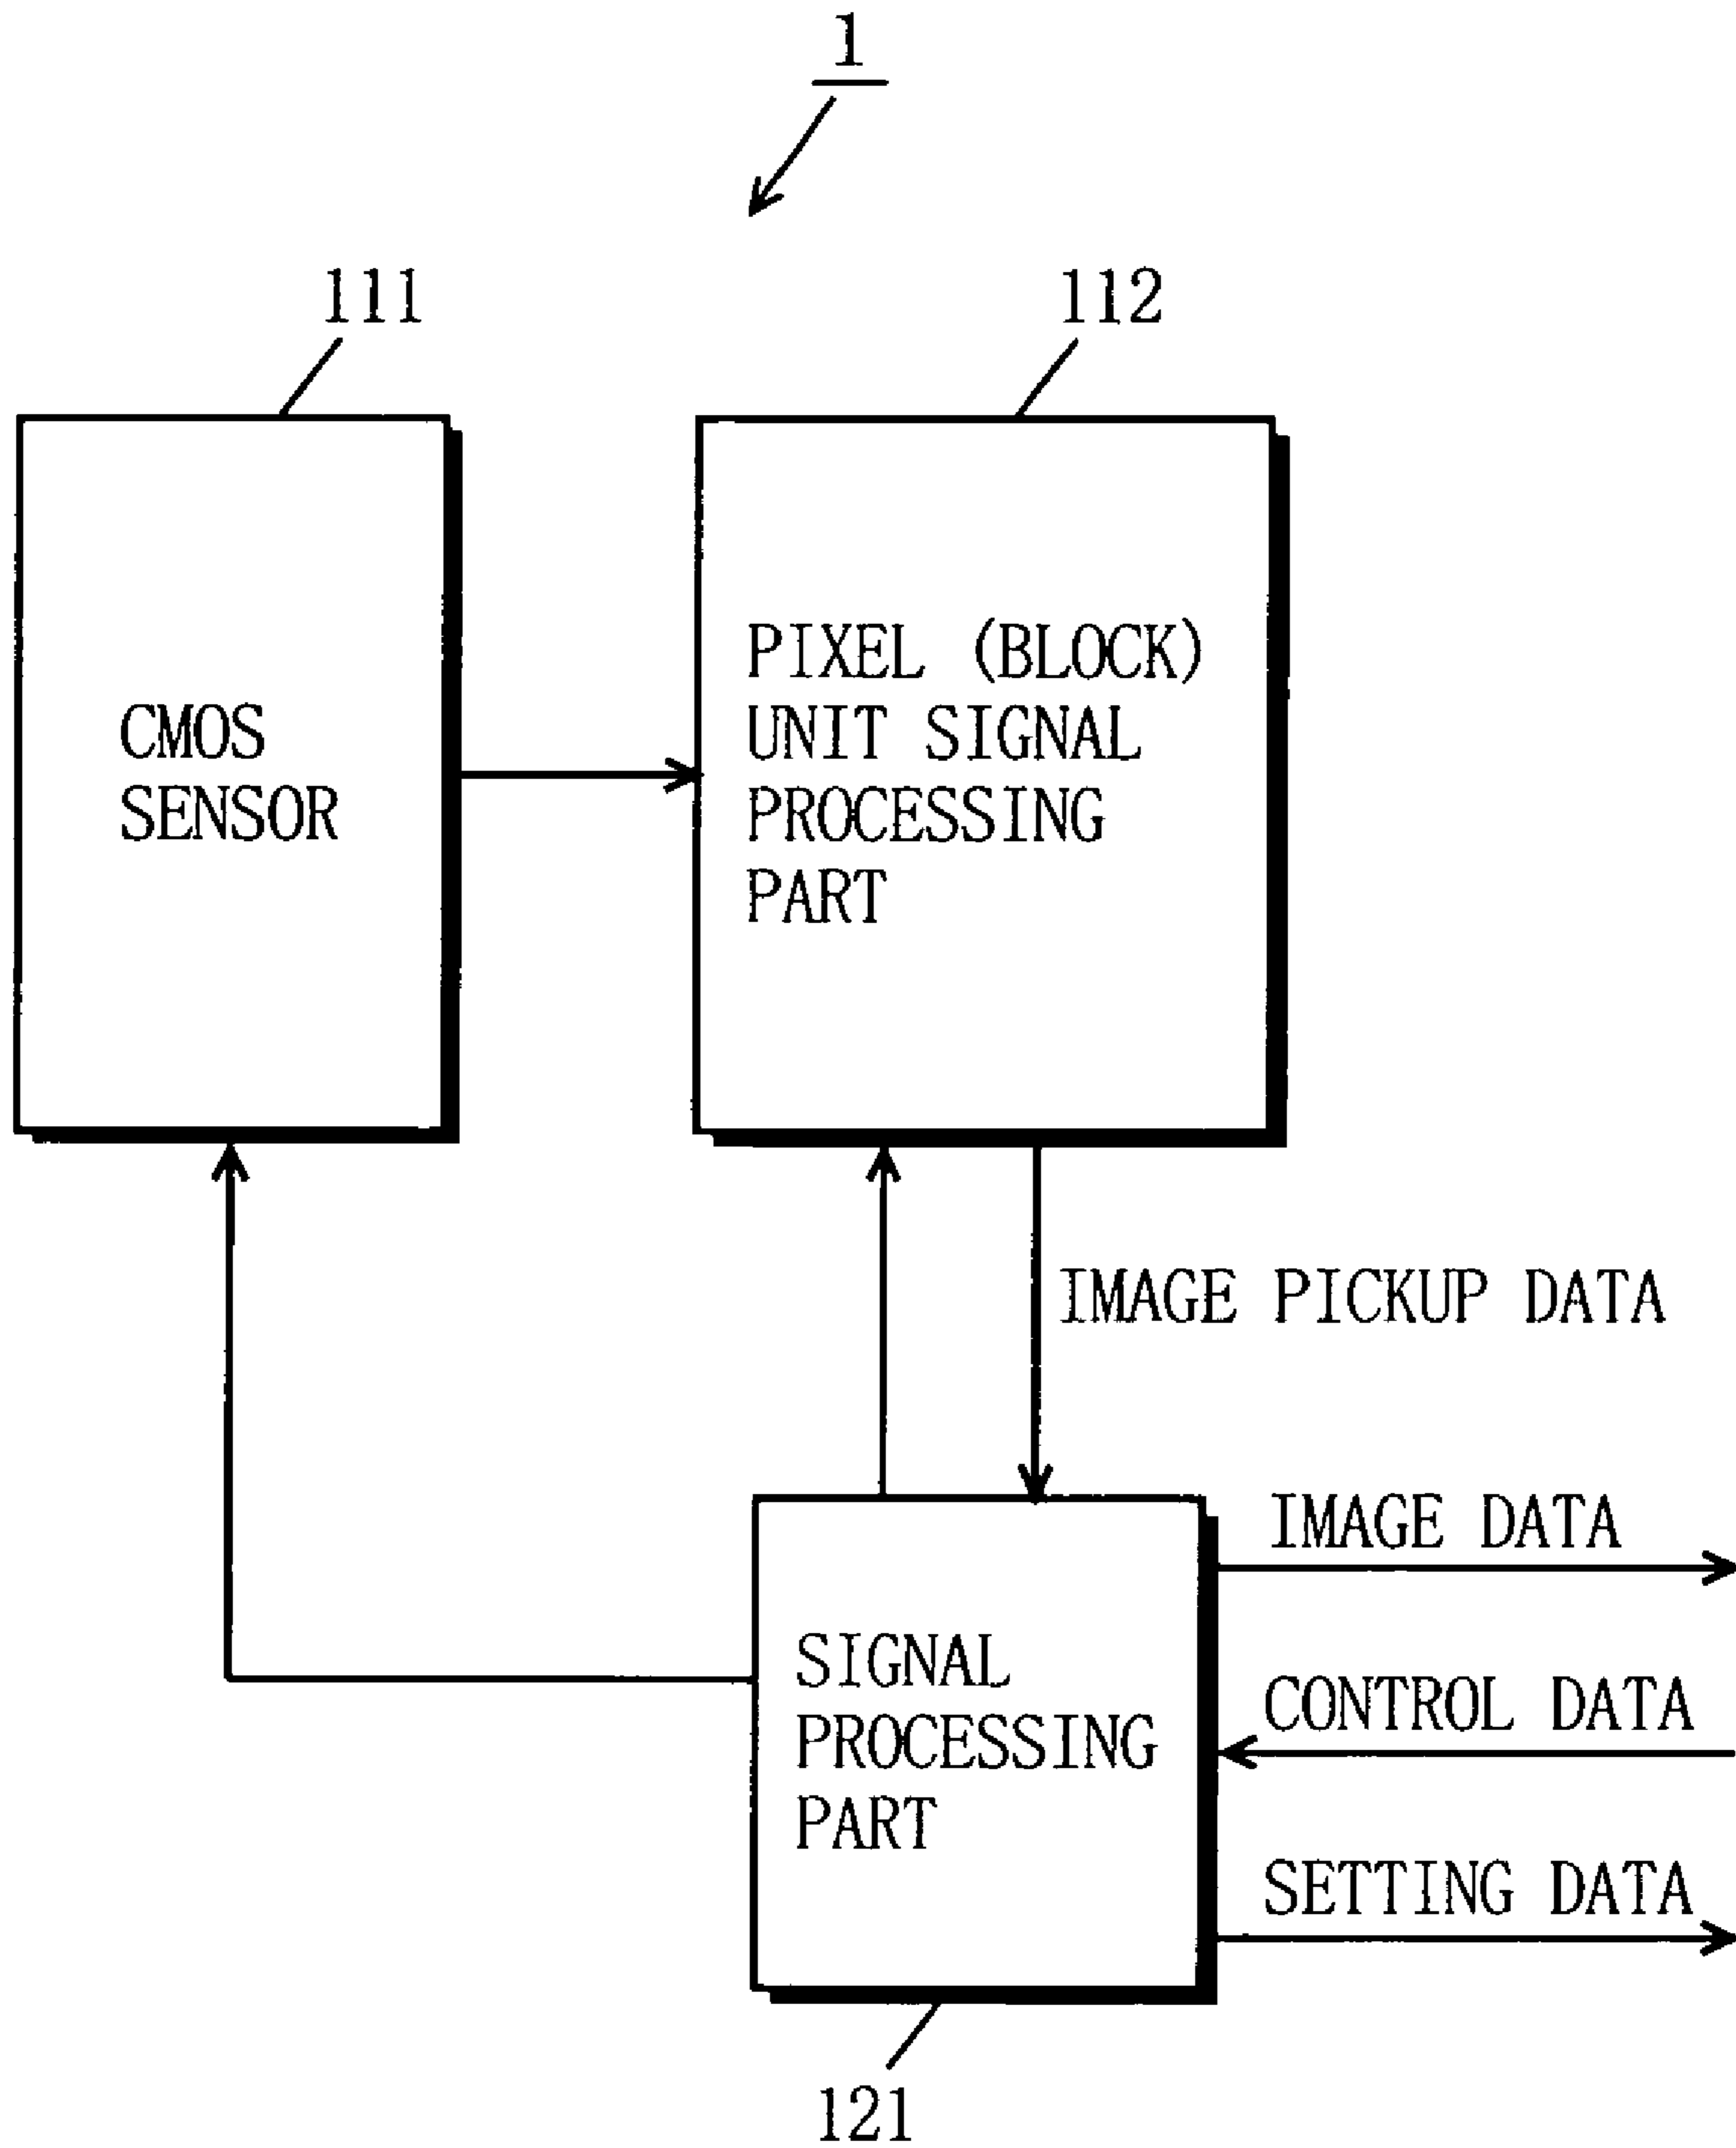 1
111
112
CMOS
SENSOR
PIXEL (BLOCK)
UNIT SIGNAL
PROCESSING
PART
IMAGE PICKUP DATA
SIGNAL
PROCESSING
PART
IMAGE DATA
CONTROL DATA
SETTING DATA
121